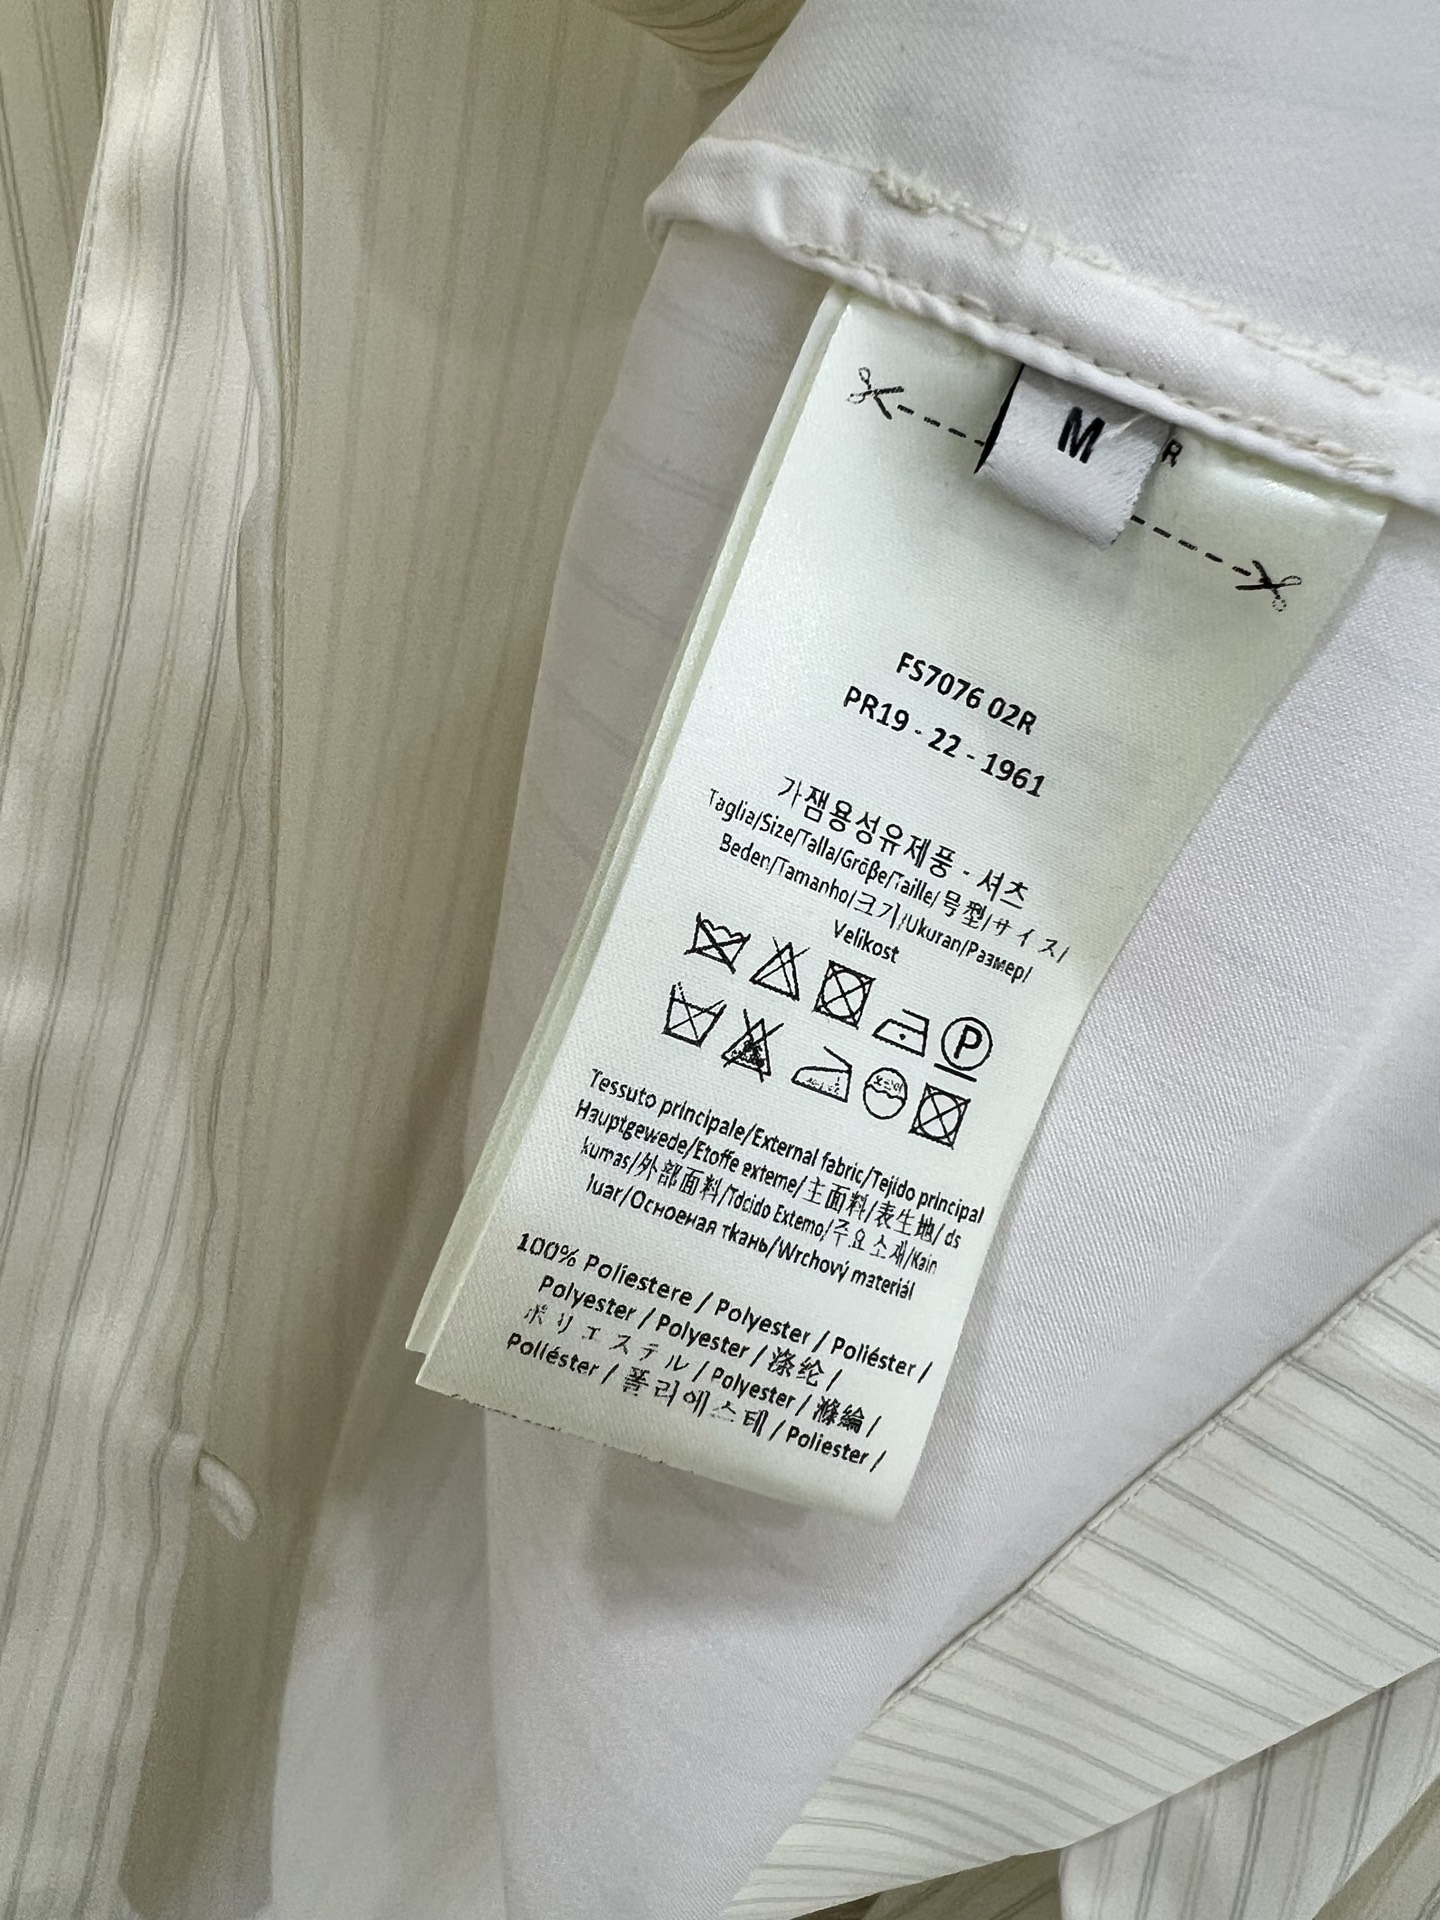 M
R
FS7076 02R
PR19 - 22 - 1961
가잼용성유제품 - 셔츠
Taglia/Size/Talla/Größe/Taille/号型/サイズ/
Beden/Tamanho/크기/Ukuran/Размер/
Velikost
P
Tessuto principale/External fabric/Tejido principal
Hauptgewede/Etoffe exteme/主面料/表生地/ds
kumas/外部面料/Tdcido Extemo/주요소재/Kain
luar/Осноеная ткань/Wrchový materiál
100% Poliestere / Polyester / Poliéster /
Polyester / Polyester / 涤纶 /
ポリエステル / Polyester / 滌綸 /
Poliéster / 폴리에스테 / Poliester /